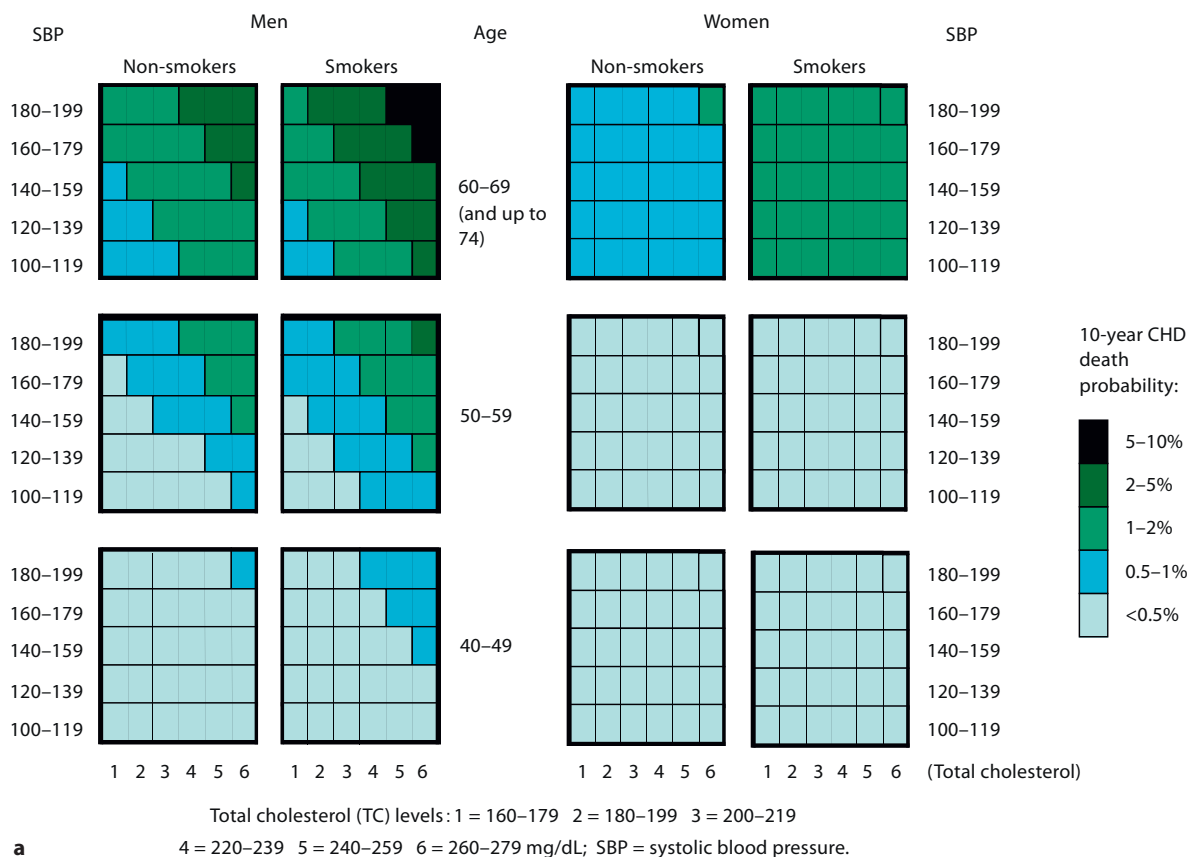 Men Women
SBP Age SBP
Non-smokers Smokers Non-smokers Smokers
180–199 180–199
160–179 160–179
140–159 60–69 140–159
(and up to
120–139 74) 120–139
100–119 100–119
180–199 180–199
10-year CHD
160–179 160–179
death
probability:
140–159 50–59 140–159
5–10%
120–139 120–139
2–5%
100–119 100–119
1–2%
0.5–1%
180–199 180–199
<0.5%
160–179 160–179
140–159 40–49 140–159
120–139 120–139
100–119 100–119
1 2 3 4 5 6 1 2 3 4 5 6 1 2 3 4 5 6 1 2 3 4 5 6 (Total cholesterol)
Total cholesterol (TC) levels: 1 = 160–179 2 = 180–199 3 = 200–219
a 4 = 220–239 5 = 240–259 6 = 260–279 mg/dL; SBP = systolic blood pressure.